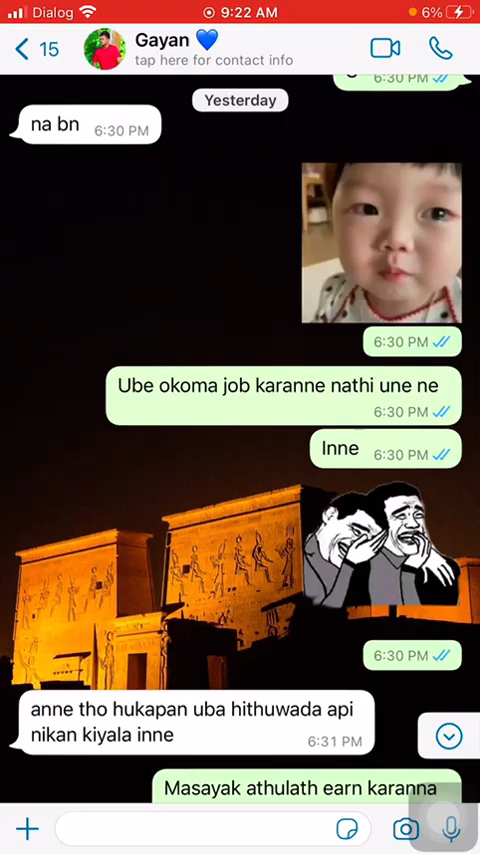 Dialog 9:22 AM 6%
15 Gayan
tap here for contact info
6:30 PM
Yesterday
na bn 6:30 PM
6:30 PM
Ube okoma job karanne nathi une ne
6:30 PM
Inne 6:30 PM
6:30 PM
anne tho hukapan uba hithuwada api
nikan kiyala inne 6:31 PM
Masayak athulath earn karanna